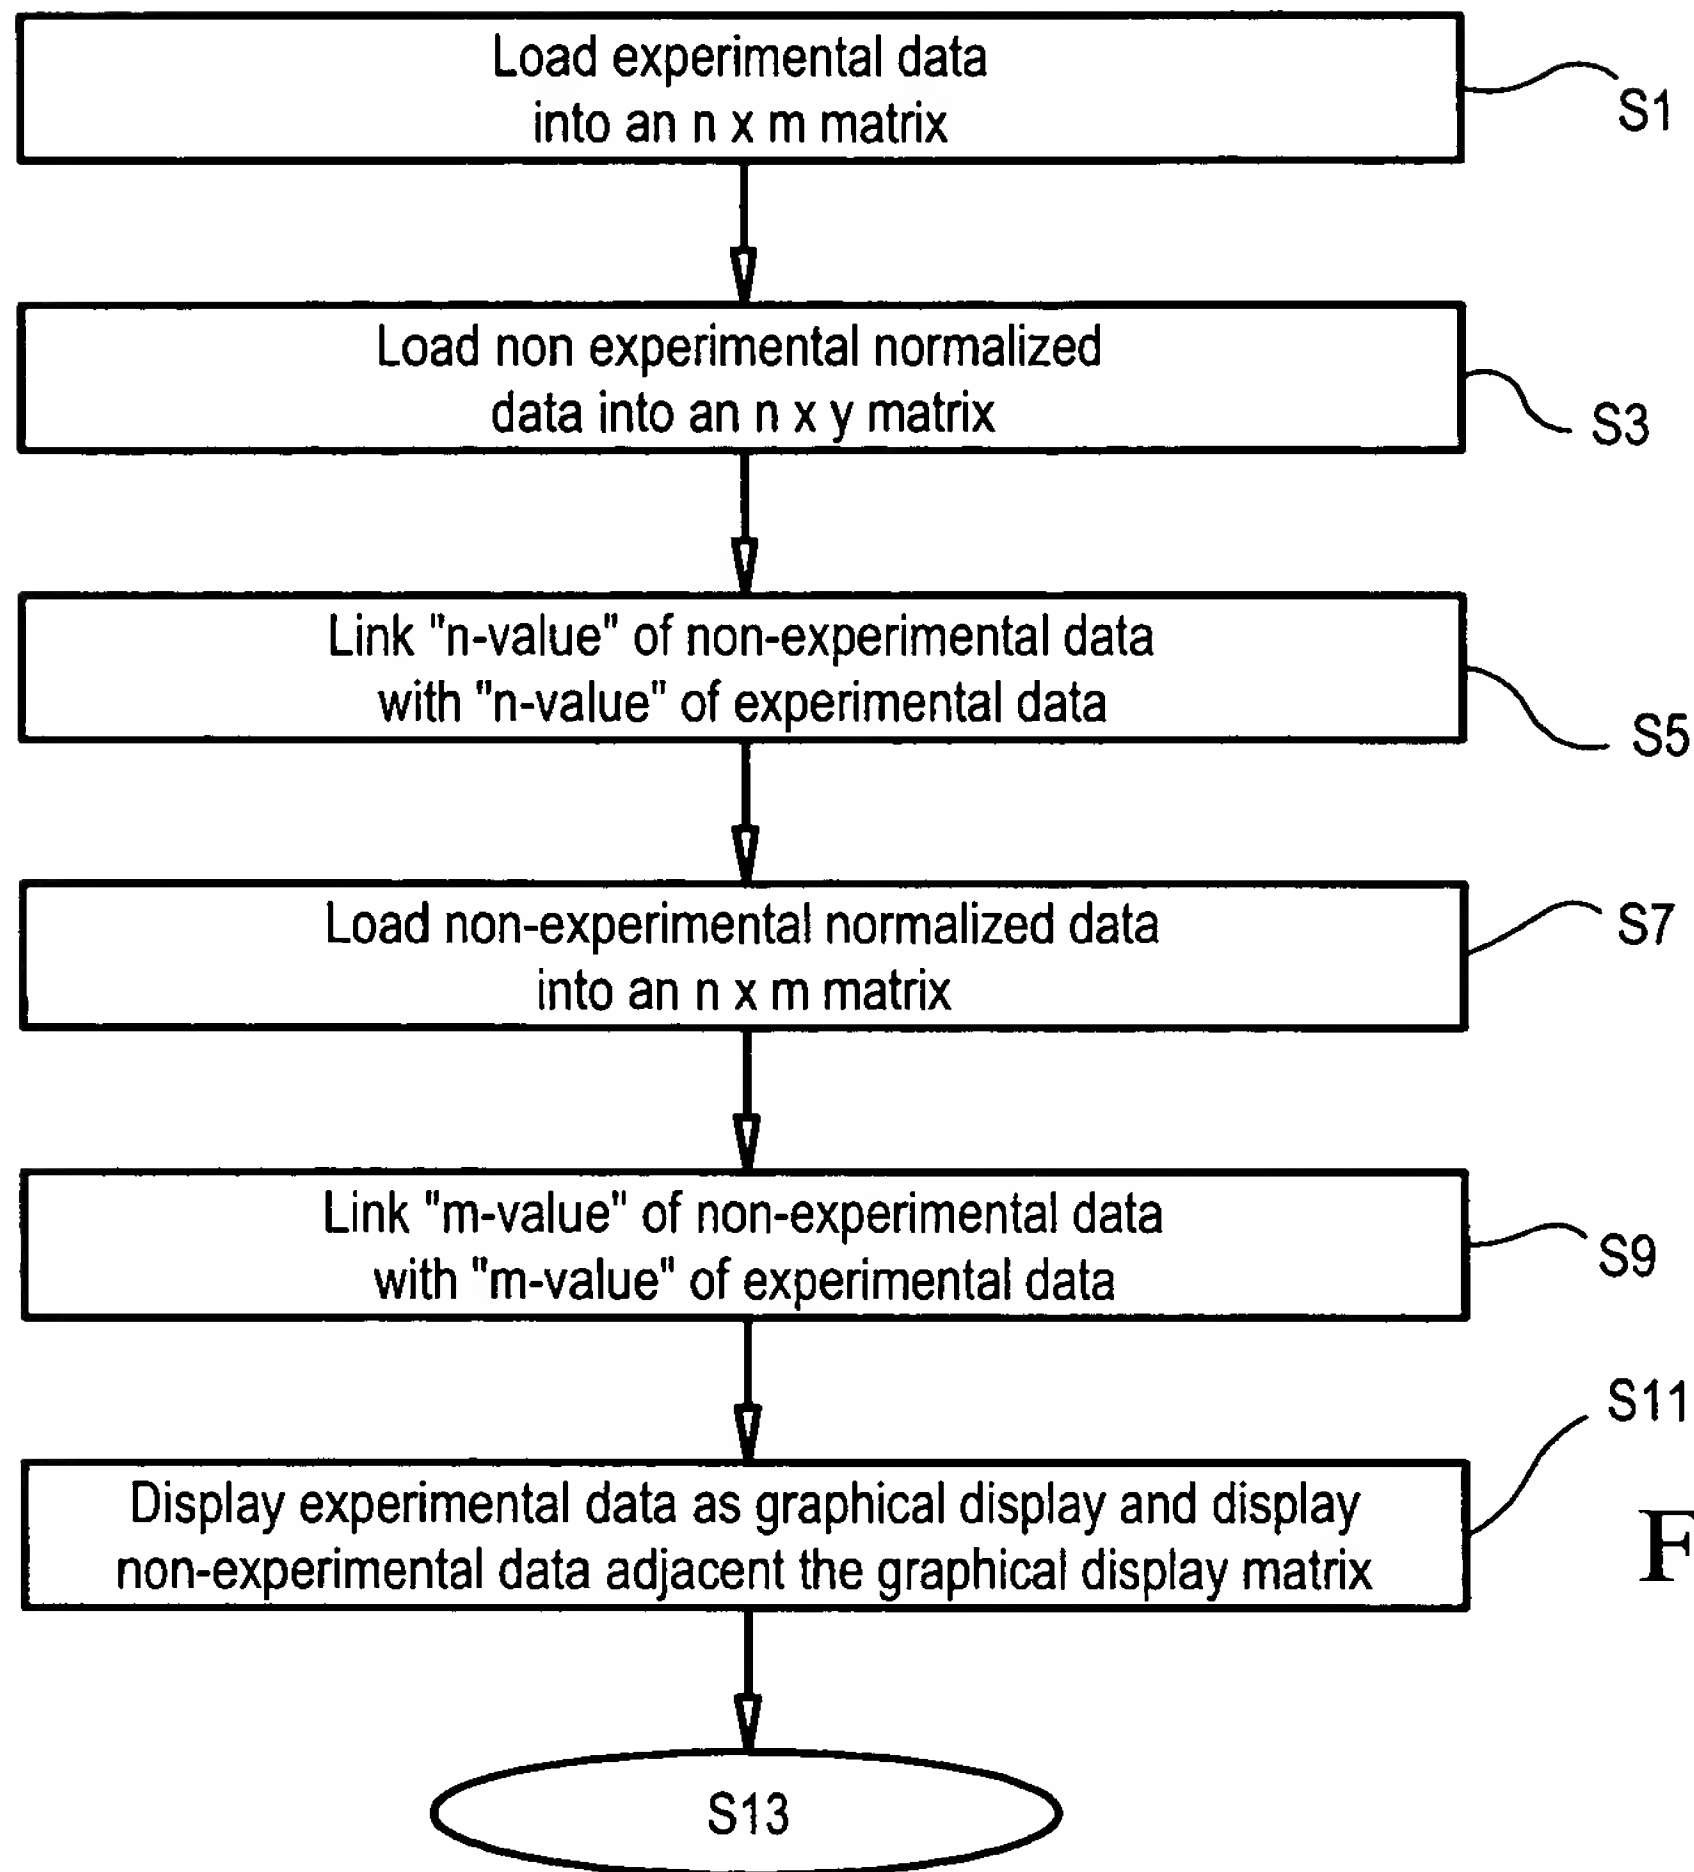 Load experimental data
into an n x m matrix
S1
Load non experimental normalized
data into an n x y matrix
S3
Link "n-value" of non-experimental data
with "n-value" of experimental data
S5
Load non-experimental normalized data
into an n x m matrix
S7
Link "m-value" of non-experimental data
with "m-value" of experimental data
S9
S11
Display experimental data as graphical display and display
non-experimental data adjacent the graphical display matrix
F
S13